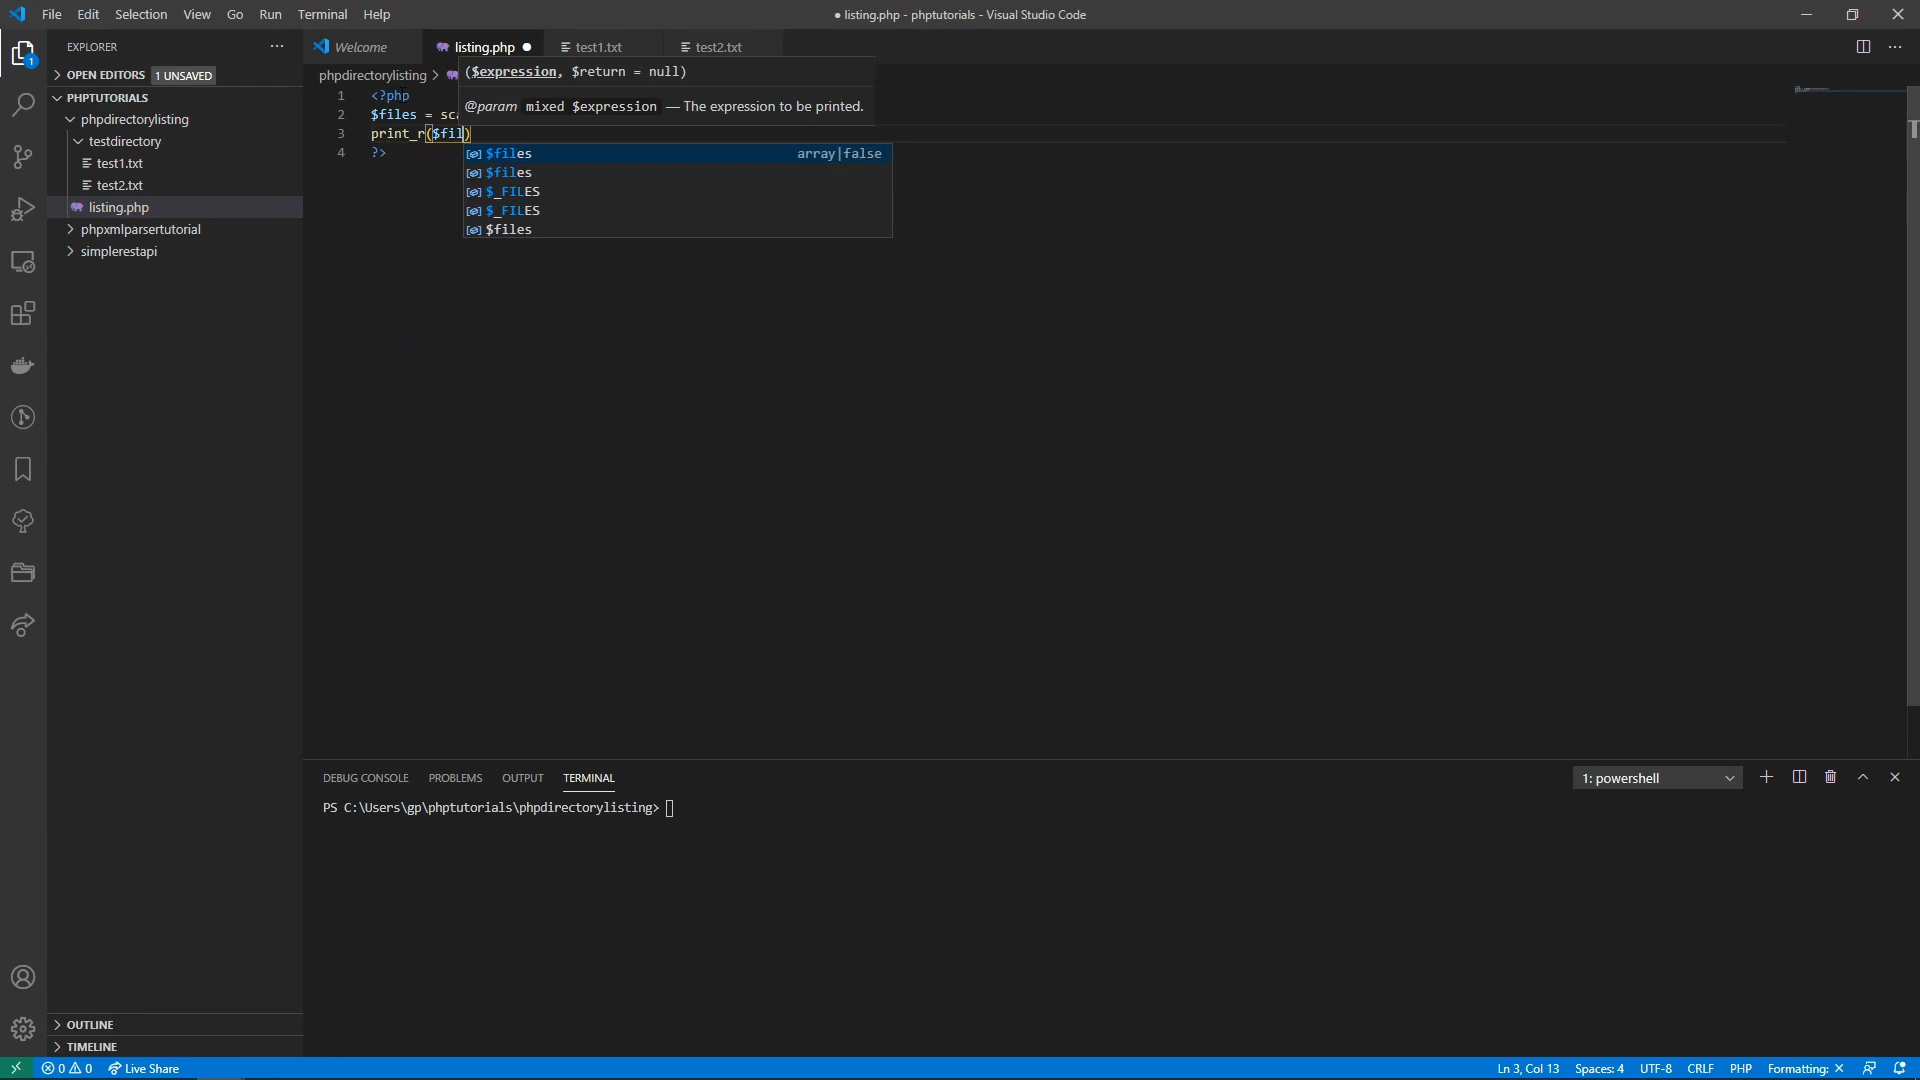 File Edit Selection View Go Run Terminal Help
● listing.php - phptutorials - Visual Studio Code
EXPLORER
1
OPEN EDITORS 1 UNSAVED
PHPTUTORIALS
phpdirectorylisting
testdirectory
test1.txt
test2.txt
listing.php
phpxmlparsertutorial
simplerestapi
OUTLINE
TIMELINE
Welcome listing.php ● test1.txt test2.txt
phpdirectorylisting >
($expression, $return = null)
@param mixed $expression — The expression to be printed.
1 <?php
2 $files = sca
3 print_r($fil)
4 ?>
$files array|false
$files
$_FILES
$_FILES
$files
DEBUG CONSOLE PROBLEMS OUTPUT TERMINAL
1: powershell
PS C:\Users\gp\phptutorials\phpdirectorylisting>
0 0 Live Share
Ln 3, Col 13 Spaces: 4 UTF-8 CRLF PHP Formatting: ×